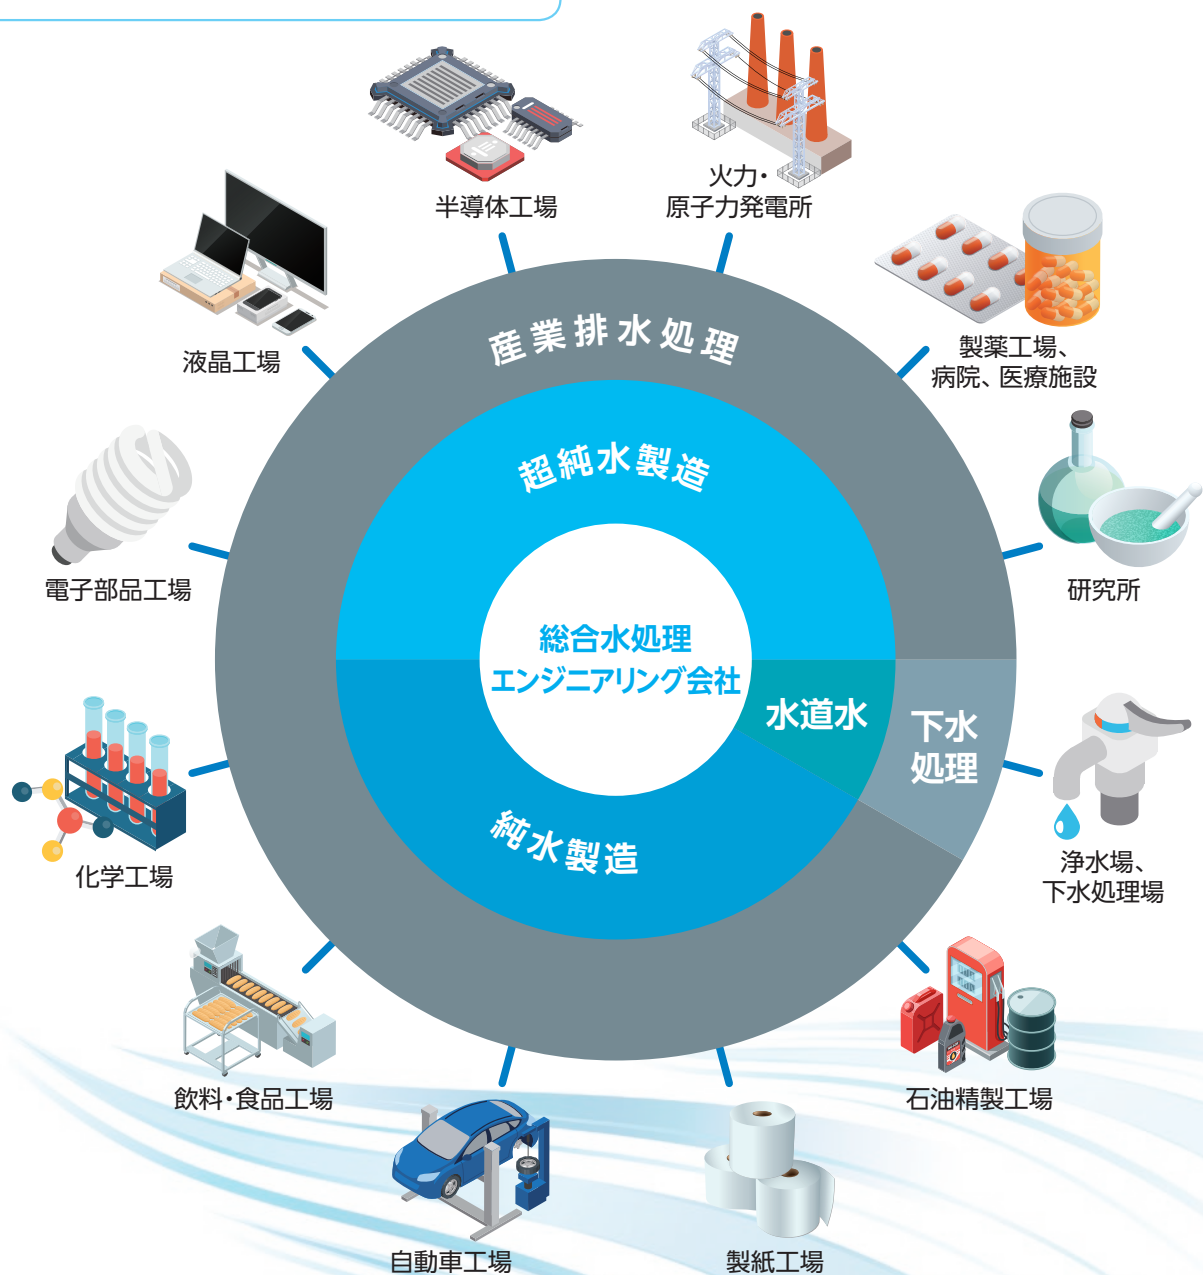 火力・
原子力発電所
半導体工場
製薬工場、
病院、医療施設
液晶工場
産業排水処理
超純水製造
研究所
電子部品工場
総合水処理
エンジニアリング会社
水道水
下水
処理
純水製造
浄水場、
下水処理場
化学工場
飲料・食品工場
石油精製工場
自動車工場
製紙工場